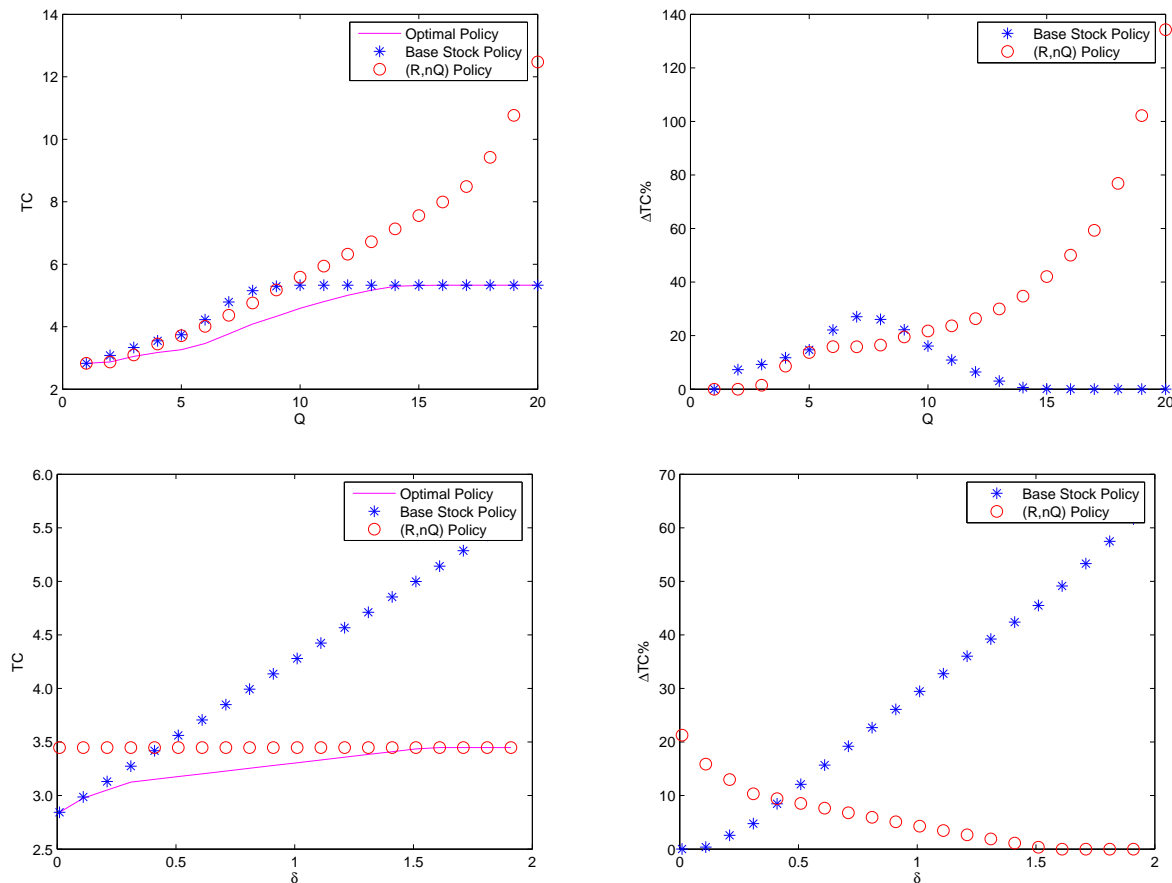 14
12
10
8
6
4
2
0
5
10
15
20
TC
Q
Optimal Policy
Base Stock Policy
(R,nQ) Policy
140
120
100
80
60
40
20
0
0
5
10
15
20
ΔTC%
Q
Base Stock Policy
(R,nQ) Policy
6.0
5.5
5.0
4.5
4.0
3.5
3.0
2.5
0
0.5
1
1.5
2
TC
δ
Optimal Policy
Base Stock Policy
(R,nQ) Policy
70
60
50
40
30
20
10
0
0
0.5
1
1.5
2
ΔTC%
δ
Base Stock Policy
(R,nQ) Policy